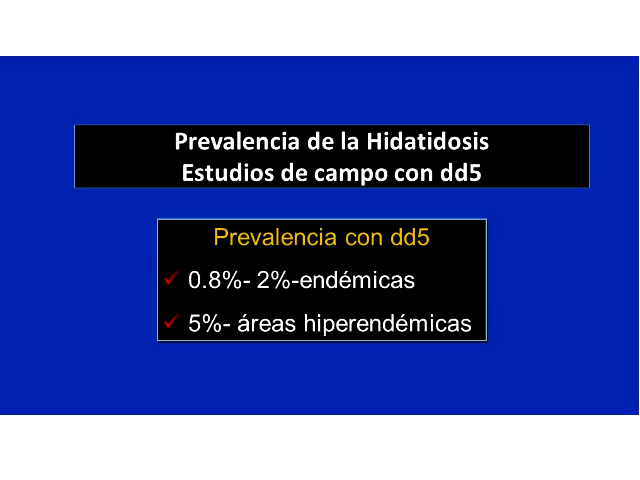 Prevalencia de la Hidatidosis
Estudios de campo con dd5
Prevalencia con dd5
✓ 0.8%- 2%-endémicas
✓ 5%- áreas hiperendémicas